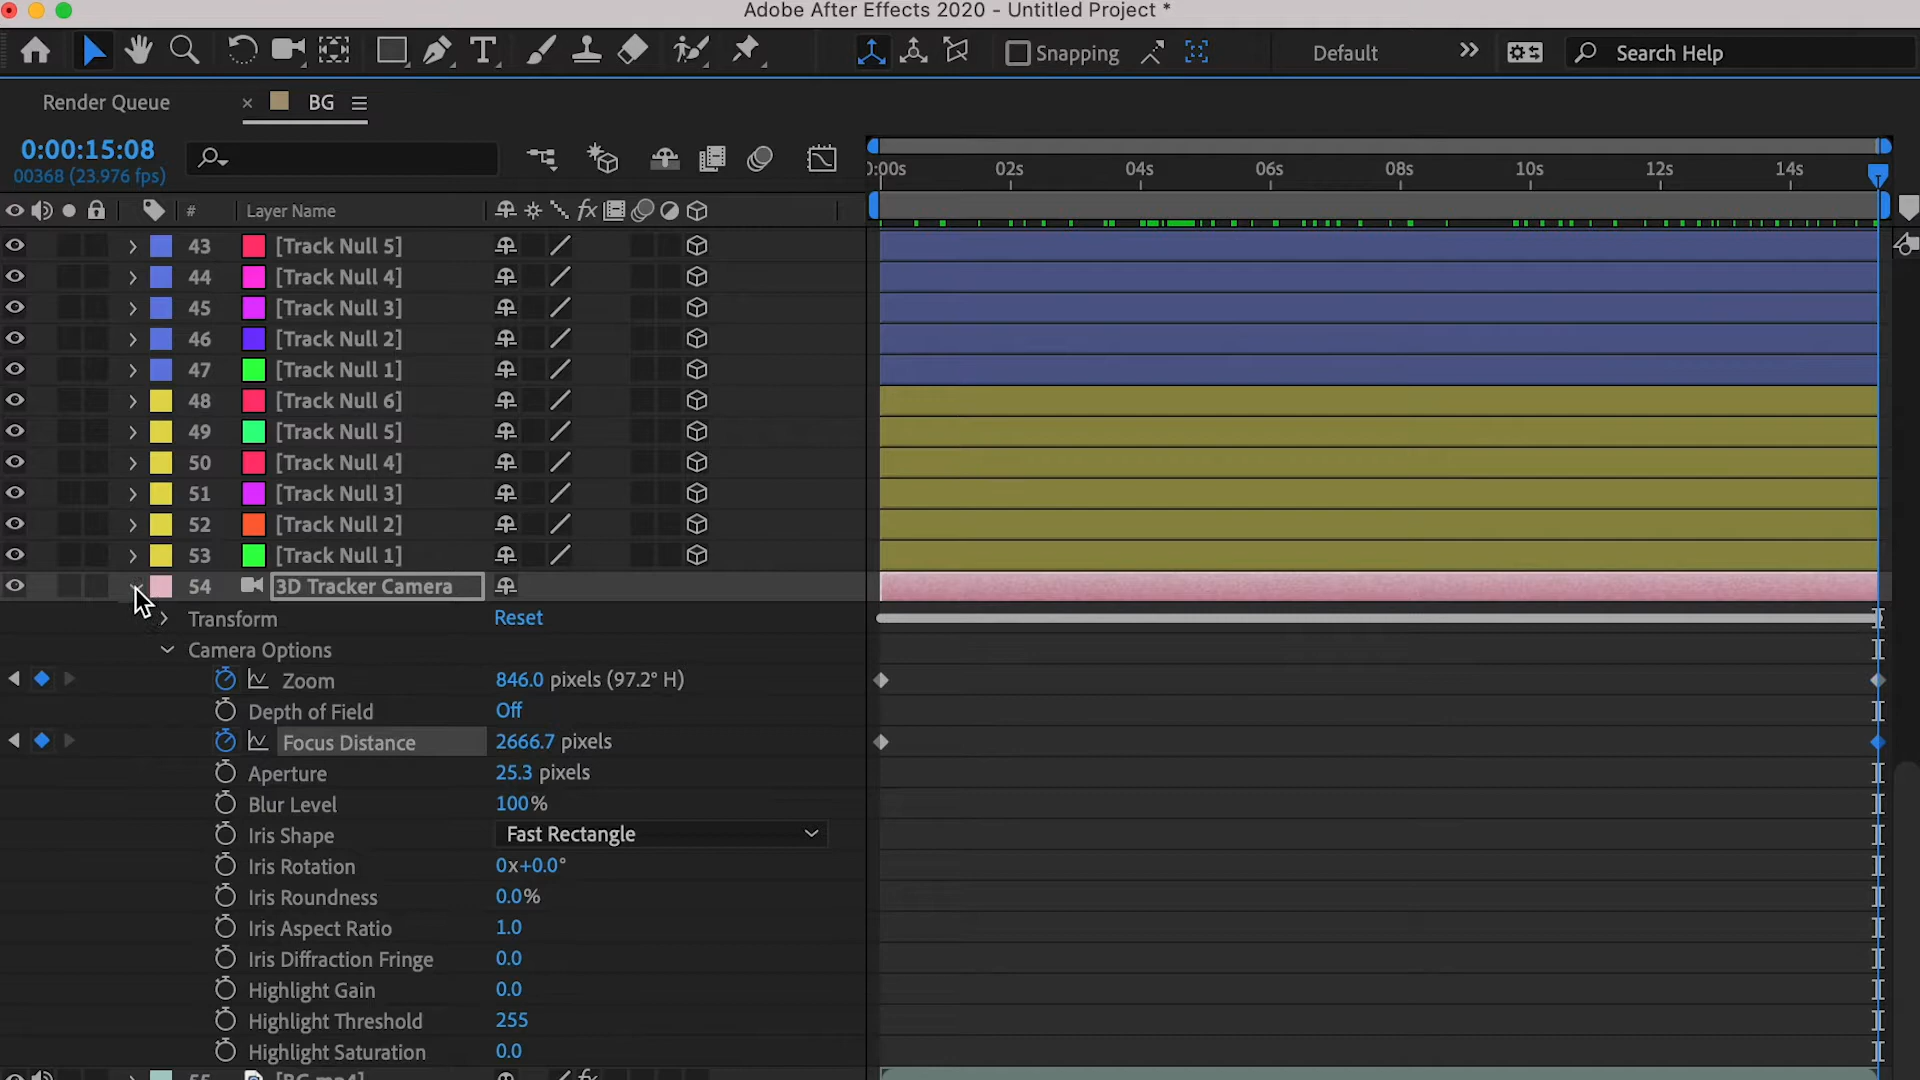 Adobe After Effects 2020 - Untitled Project *
Snapping
Default
Search Help
Render Queue
BG
0:00:15:08
00368 (23.976 fps)
0:00s 02s 04s 06s 08s 10s 12s 14s
# Layer Name
43 [Track Null 5]
44 [Track Null 4]
45 [Track Null 3]
46 [Track Null 2]
47 [Track Null 1]
48 [Track Null 6]
49 [Track Null 5]
50 [Track Null 4]
51 [Track Null 3]
52 [Track Null 2]
53 [Track Null 1]
54 3D Tracker Camera
Transform Reset
Camera Options
Zoom 846.0 pixels (97.2° H)
Depth of Field Off
Focus Distance 2666.7 pixels
Aperture 25.3 pixels
Blur Level 100%
Iris Shape Fast Rectangle
Iris Rotation 0x+0.0°
Iris Roundness 0.0%
Iris Aspect Ratio 1.0
Iris Diffraction Fringe 0.0
Highlight Gain 0.0
Highlight Threshold 255
Highlight Saturation 0.0
55 [BG.mp4]